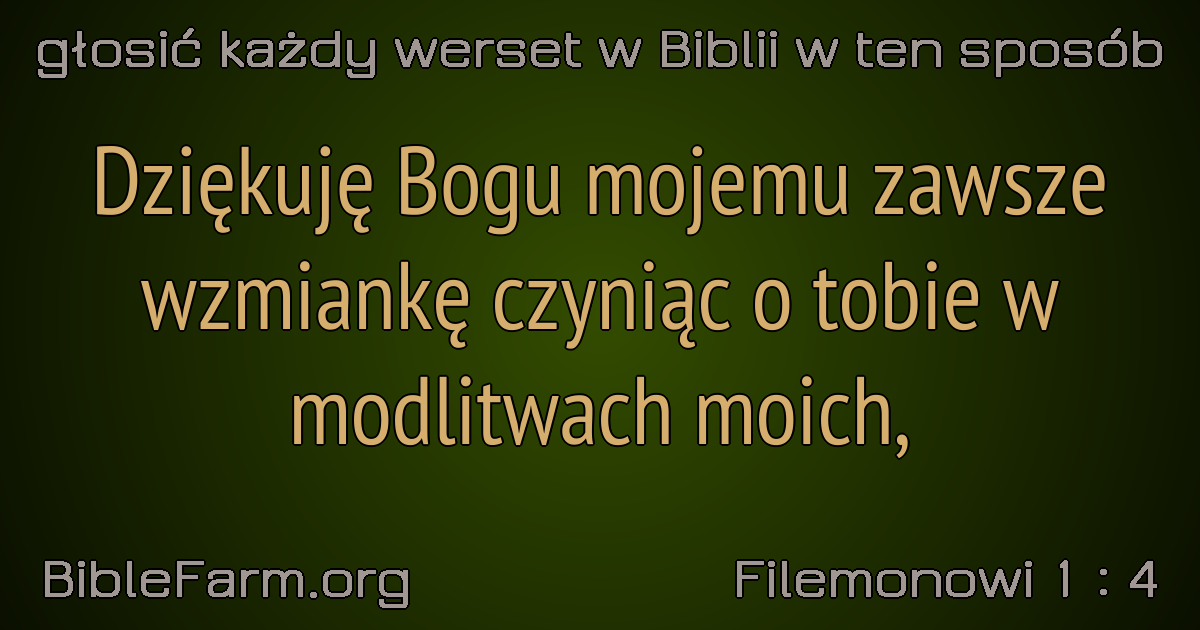 głosić każdy werset w Biblii w ten sposób
Dziękuję Bogu mojemu zawsze
wzmiankę czyniąc o tobie w
modlitwach moich,
BibleFarm.org
Filemonowi 1 : 4